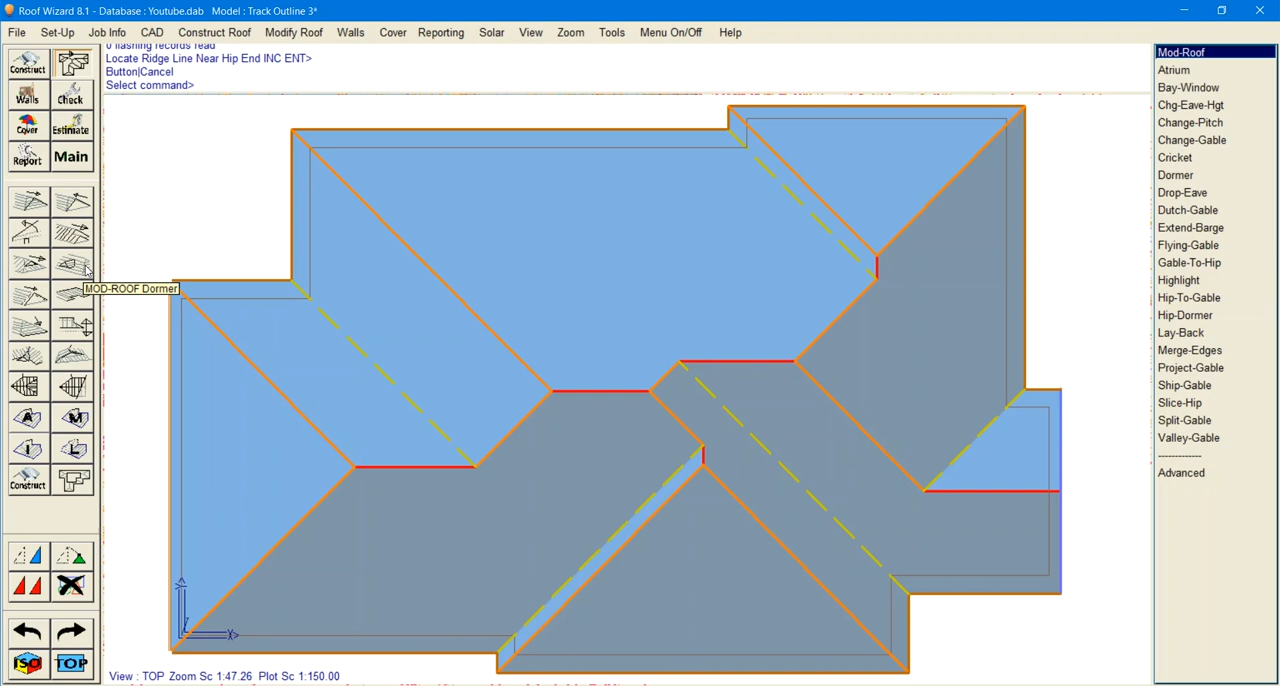 Roof Wizard 8.1 - Database : Youtube.dab Model : Track Outline 3*
File Set-Up Job Info CAD Construct Roof Modify Roof Walls Cover Reporting Solar View Zoom Tools Menu On/Off Help
0 flashing records read
Locate Ridge Line Near Hip End INC ENT>
Button|Cancel
Select command>
Construct
Walls Check
Cover Estimate
Report Main
MOD-ROOF Dormer
A M
I L
Construct
ISO TOP
Y
X>
View : TOP Zoom Sc 1:47.26 Plot Sc 1:150.00
Mod-Roof
Atrium
Bay-Window
Chg-Eave-Hgt
Change-Pitch
Change-Gable
Cricket
Dormer
Drop-Eave
Dutch-Gable
Extend-Barge
Flying-Gable
Gable-To-Hip
Highlight
Hip-To-Gable
Hip-Dormer
Lay-Back
Merge-Edges
Project-Gable
Ship-Gable
Slice-Hip
Split-Gable
Valley-Gable
-------------
Advanced